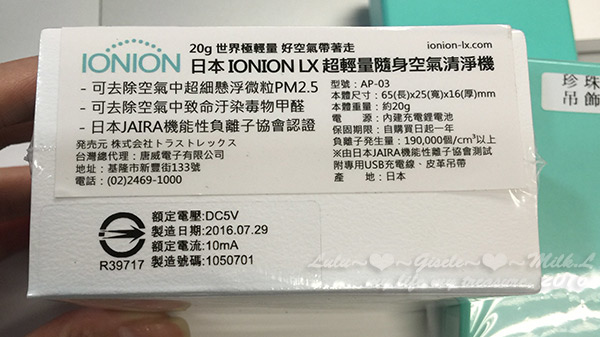 IONION
20g 世界極輕量 好空氣帶著走
ionion-lx.com
日本 IONION LX 超輕量隨身空氣清淨機
- 可去除空氣中超細懸浮微粒PM2.5
- 可去除空氣中致命汙染毒物甲醛
- 日本JAIRA機能性負離子協會認證
発売元 株式会社トラストレックス
台灣總代理：唐威電子有限公司
地址：基隆市新豐街133號
電話：(02)2469-1000
型號：AP-03
本體尺寸：65(長)x25(寬)x16(厚)mm
本體重量：約20g
電 源：內建充電鋰電池
保固期限：自購買日起一年
負離子發生量：190,000個/cm³以上
※由日本JAIRA機能性離子協會測試
附專用USB充電線、皮革吊帶
產 地：日本
額定電壓:DC5V
製造日期:2016.07.29
額定電流:10mA
製造號碼:1050701
R39717
珍珠
吊飾
Lulu~Gisele~Milk.L